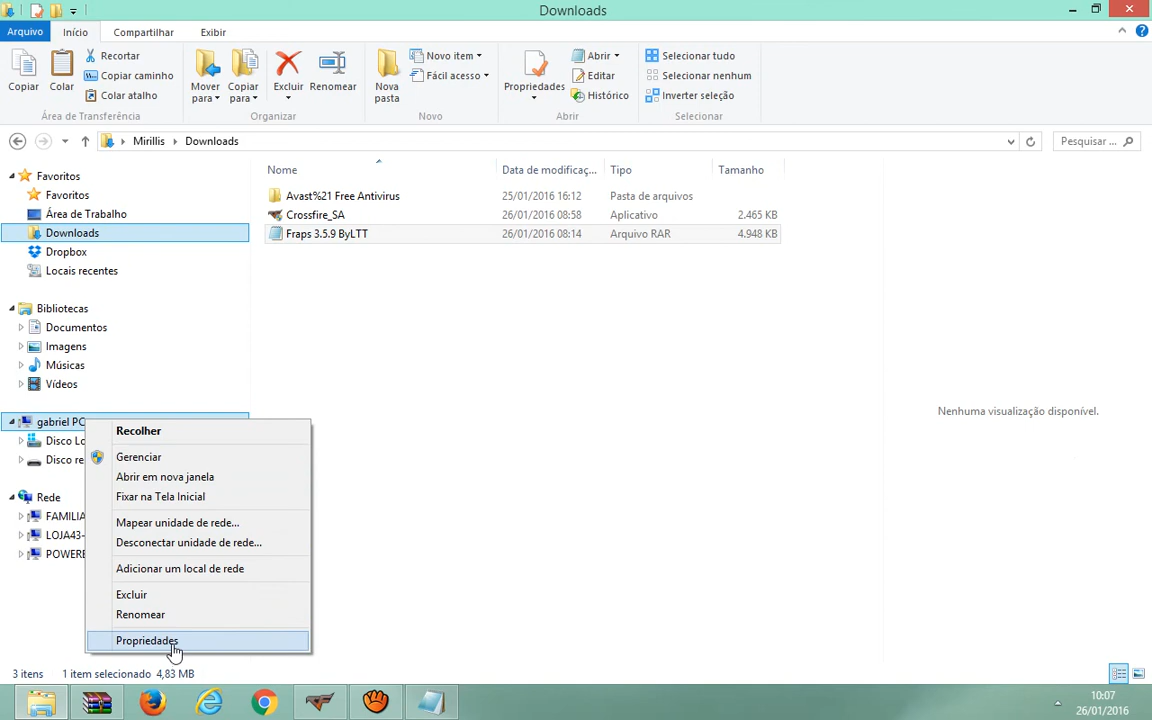 Downloads
Arquivo Início Compartilhar Exibir
Copiar
Colar
Recortar
Copiar caminho
Colar atalho
Área de Transferência
Mover para
Copiar para
Excluir
Renomear
Organizar
Nova pasta
Novo item
Fácil acesso
Novo
Propriedades
Abrir
Editar
Histórico
Abrir
Selecionar tudo
Selecionar nenhum
Inverter seleção
Selecionar
Mirillis Downloads
Pesquisar ...
Favoritos
Favoritos
Área de Trabalho
Downloads
Dropbox
Locais recentes
Bibliotecas
Documentos
Imagens
Músicas
Vídeos
gabriel PC
Disco Lo
Disco re
Rede
FAMILIA
LOJA43-
POWERE
Nome Data de modificaç... Tipo Tamanho
Avast%21 Free Antivirus 25/01/2016 16:12 Pasta de arquivos
Crossfire_SA 26/01/2016 08:58 Aplicativo 2.465 KB
Fraps 3.5.9 ByLTT 26/01/2016 08:14 Arquivo RAR 4.948 KB
Nenhuma visualização disponível.
Recolher
Gerenciar
Abrir em nova janela
Fixar na Tela Inicial
Mapear unidade de rede...
Desconectar unidade de rede...
Adicionar um local de rede
Excluir
Renomear
Propriedades
3 itens 1 item selecionado 4,83 MB
10:07
26/01/2016